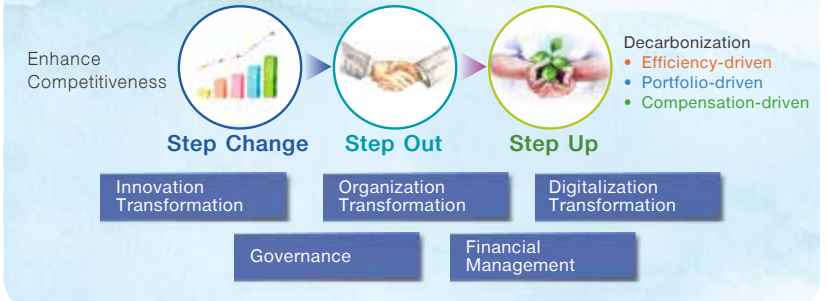 Enhance
Competitiveness
Step Change
Step Out
Step Up
Decarbonization
• Efficiency-driven
• Portfolio-driven
• Compensation-driven
Innovation
Transformation
Organization
Transformation
Digitalization
Transformation
Governance
Financial
Management